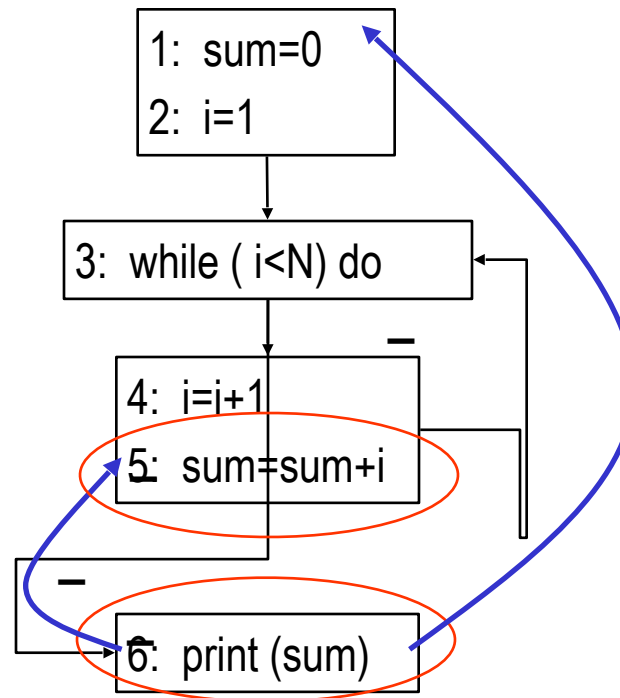 1: sum=0
2: i=1
3: while ( i<N) do
4: i=i+1
5: sum=sum+i
6: print (sum)